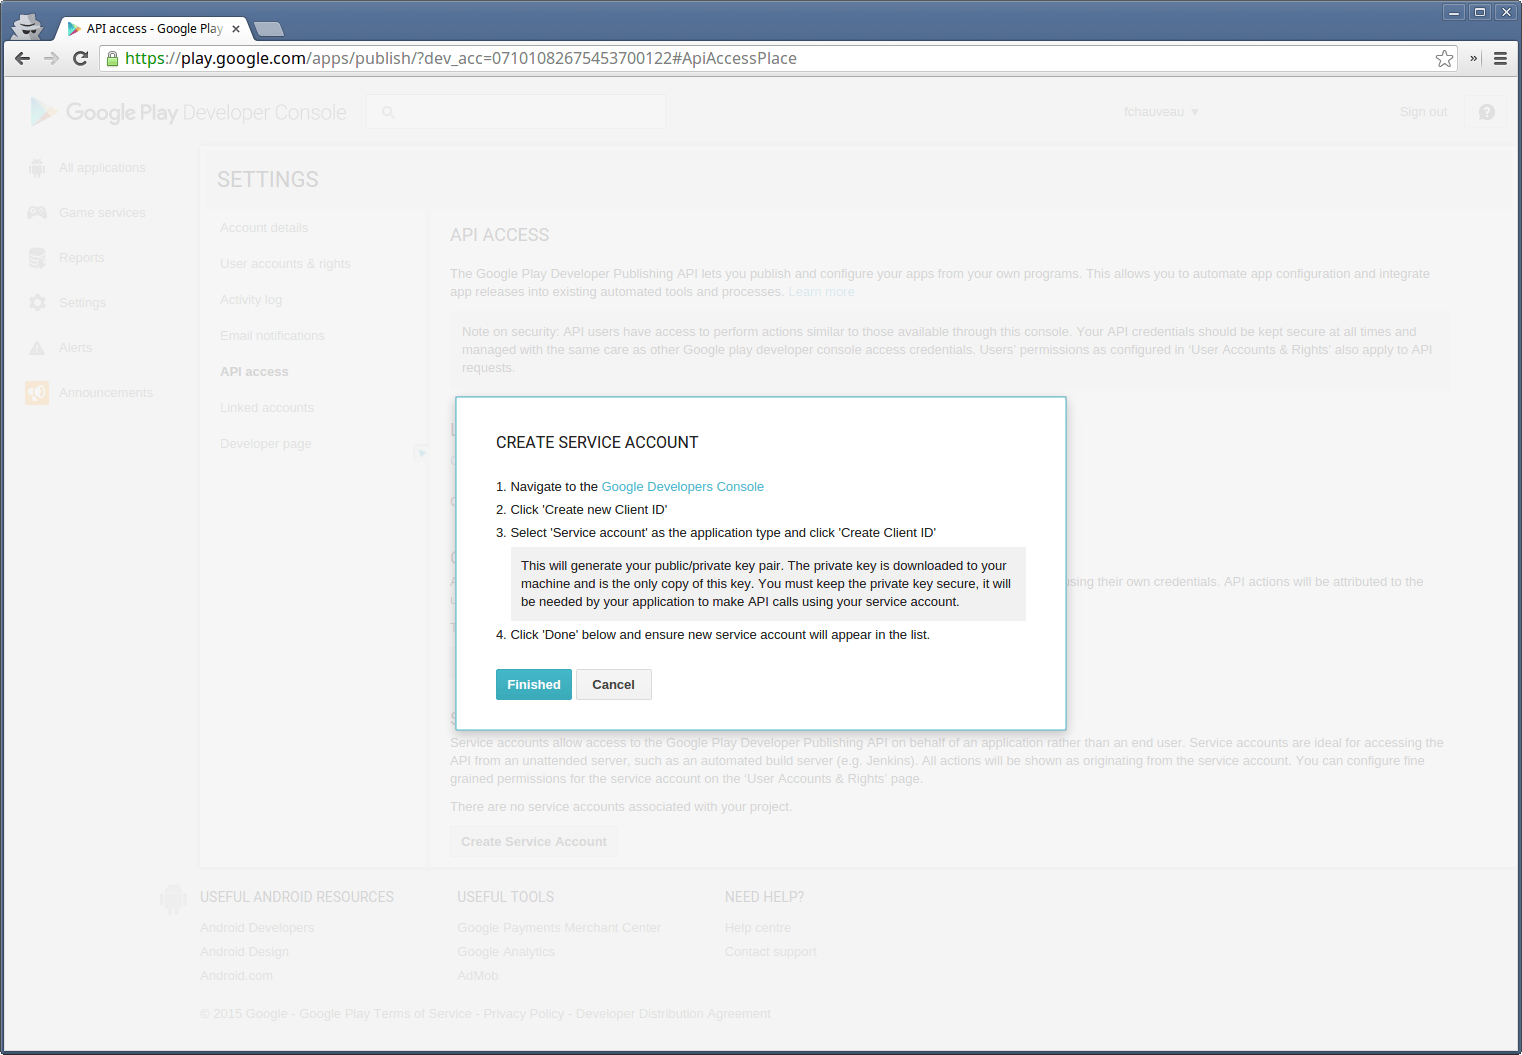 API access - Google Play
https://play.google.com/apps/publish/?dev_acc=07101082675453700122#ApiAccessPlace
Google Play Developer Console
fchauveau
Sign out
All applications
Game services
Reports
Settings
Alerts
Announcements
SETTINGS
Account details
User accounts & rights
Activity log
Email notifications
API access
Linked accounts
Developer page
API ACCESS
The Google Play Developer Publishing API lets you publish and configure your apps from your own programs. This allows you to automate app configuration and integrate
app releases into existing automated tools and processes. Learn more
Note on security: API users have access to perform actions similar to those available through this console. Your API credentials should be kept secure at all times and
managed with the same care as other Google play developer console access credentials. Users' permissions as configured in 'User Accounts & Rights' also apply to API
requests.
CREATE SERVICE ACCOUNT
1. Navigate to the Google Developers Console
2. Click 'Create new Client ID'
3. Select 'Service account' as the application type and click 'Create Client ID'
This will generate your public/private key pair. The private key is downloaded to your
machine and is the only copy of this key. You must keep the private key secure, it will
be needed by your application to make API calls using your service account.
4. Click 'Done' below and ensure new service account will appear in the list.
Finished
Cancel
using their own credentials. API actions will be attributed to the
Service accounts allow access to the Google Play Developer Publishing API on behalf of an application rather than an end user. Service accounts are ideal for accessing the
API from an unattended server, such as an automated build server (e.g. Jenkins). All actions will be shown as originating from the service account. You can configure fine
grained permissions for the service account on the 'User Accounts & Rights' page.
There are no service accounts associated with your project.
Create Service Account
USEFUL ANDROID RESOURCES
Android Developers
Android Design
Android.com
USEFUL TOOLS
Google Payments Merchant Center
Google Analytics
AdMob
NEED HELP?
Help centre
Contact support
© 2015 Google - Google Play Terms of Service - Privacy Policy - Developer Distribution Agreement